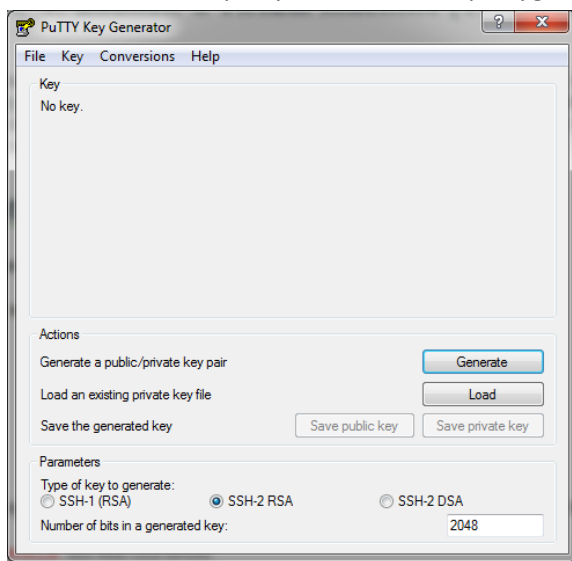 PuTTY Key Generator
File Key Conversions Help
Key
No key.
Actions
Generate a public/private key pair Generate
Load an existing private key file Load
Save the generated key Save public key Save private key
Parameters
Type of key to generate:
SSH-1 (RSA) SSH-2 RSA SSH-2 DSA
Number of bits in a generated key: 2048